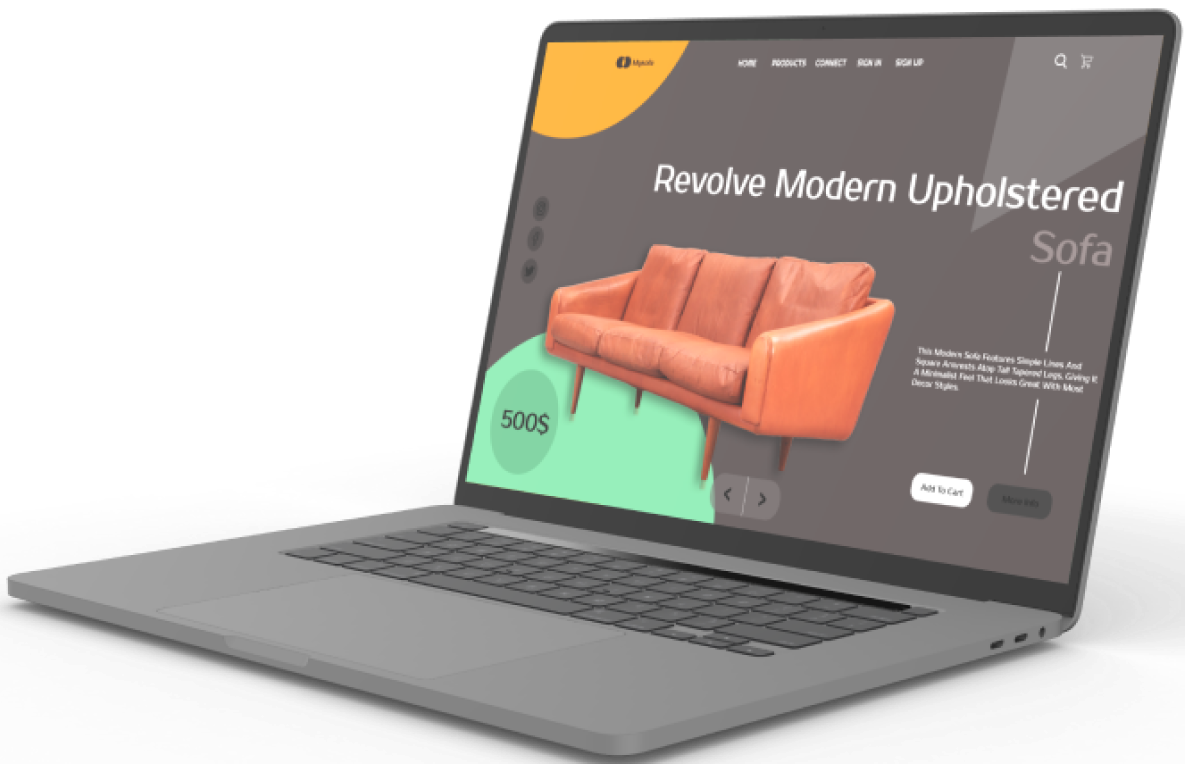 HOME PRODUCTS CONNECT SIGN IN SIGN UP
Revolve Modern Upholstered
Sofa
This Modern Sofa Features Simple Lines And
Square Armrests Atop Tall Tapered Legs, Giving It
A Minimalist Feel That Looks Great With Most
Decor Styles.
500$
Add To Cart
More Info